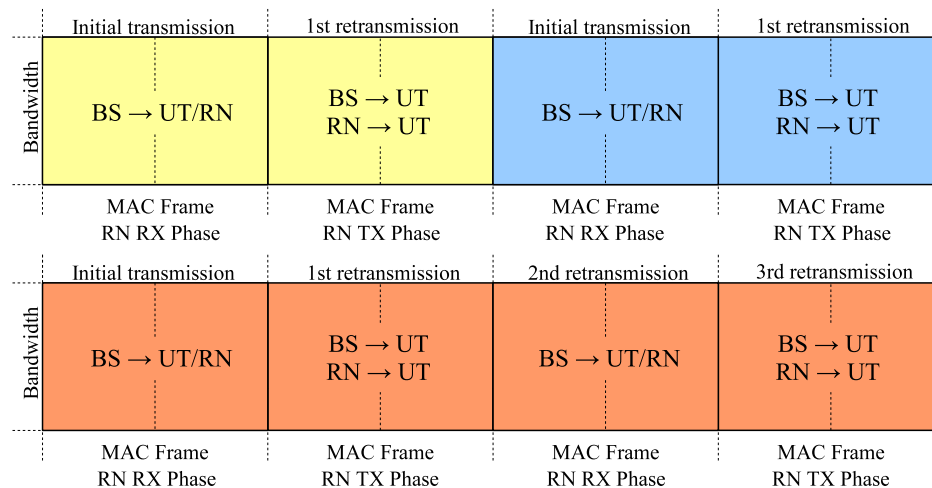 Initial transmission 1st retransmission Initial transmission 1st retransmission
Bandwidth
BS → UT/RN BS → UT BS → UT/RN BS → UT
RN → UT RN → UT
MAC Frame MAC Frame MAC Frame MAC Frame
RN RX Phase RN TX Phase RN RX Phase RN TX Phase
Initial transmission 1st retransmission 2nd retransmission 3rd retransmission
Bandwidth
BS → UT/RN BS → UT BS → UT/RN BS → UT
RN → UT RN → UT
MAC Frame MAC Frame MAC Frame MAC Frame
RN RX Phase RN TX Phase RN RX Phase RN TX Phase